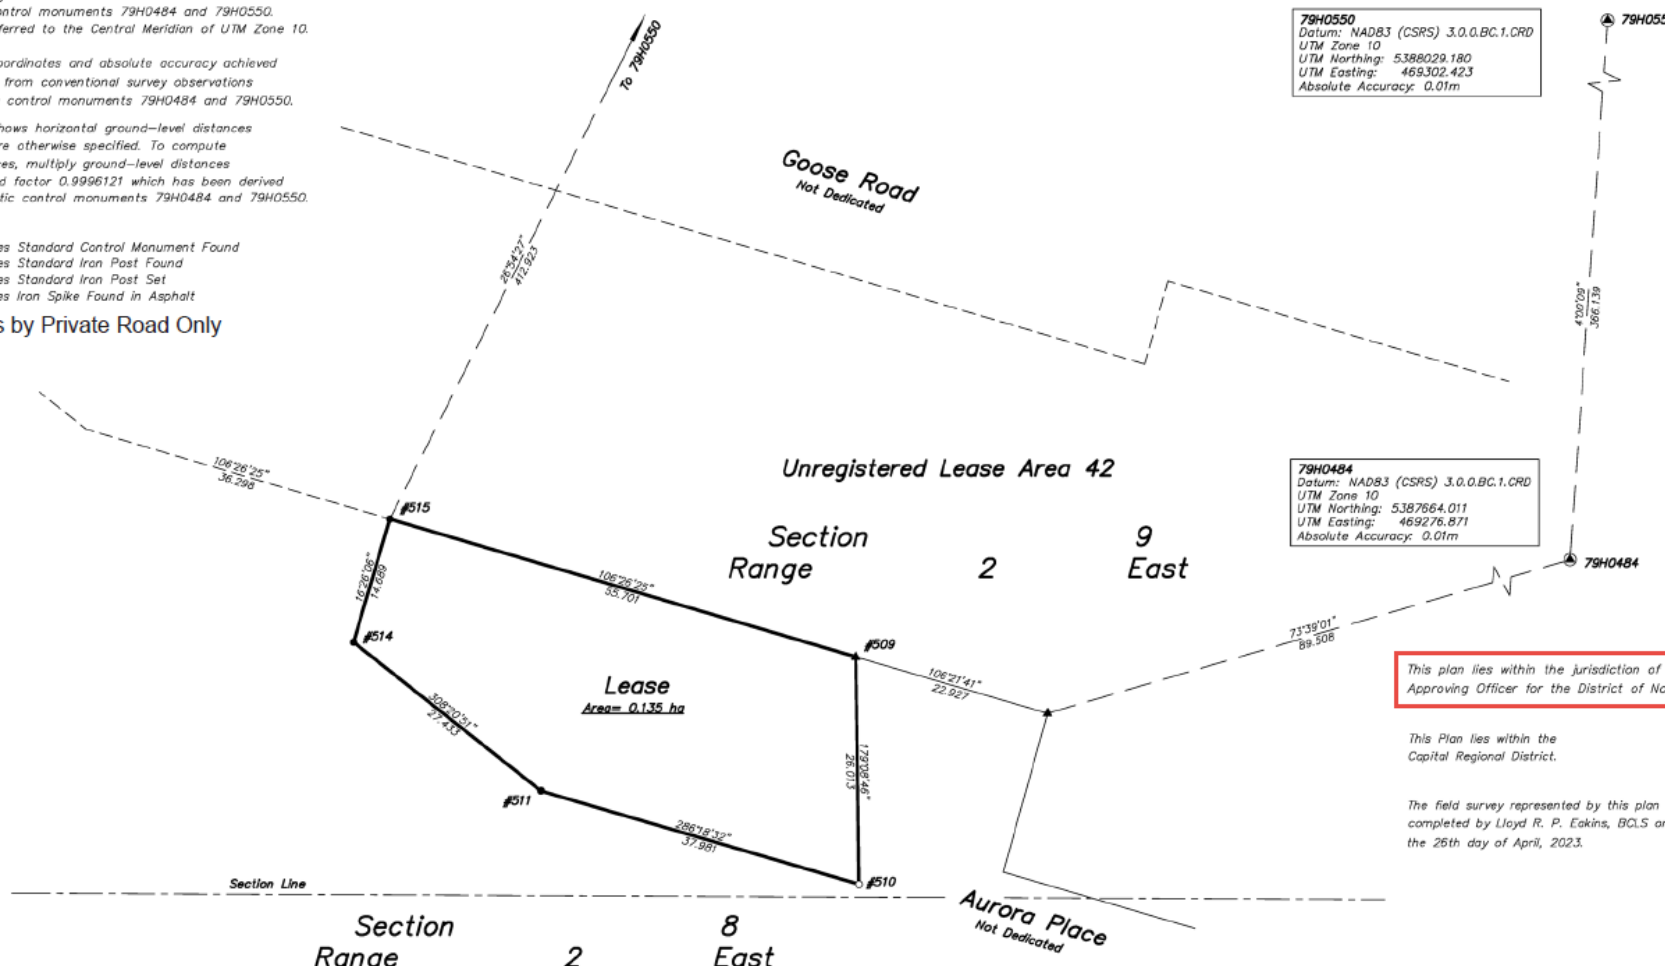 ontrol monuments 79H0484 and 79H0550.
erred to the Central Meridian of UTM Zone 10.
oordinates and absolute accuracy achieved
from conventional survey observations
control monuments 79H0484 and 79H0550.
hows horizontal ground-level distances
re otherwise specified. To compute
es, multiply ground-level distances
d factor 0.9996121 which has been derived
tic control monuments 79H0484 and 79H0550.
es Standard Control Monument Found
es Standard Iron Post Found
es Standard Iron Post Set
es Iron Spike Found in Asphalt
s by Private Road Only
To 79H0550
26°54'27"
412.923
Goose Road
Not Dedicated
79H0550
Datum: NAD83 (CSRS) 3.0.0.BC.1.CRD
UTM Zone 10
UTM Northing: 5388029.180
UTM Easting: 469302.423
Absolute Accuracy: 0.01m
79H055
4°00'09"
366.139
106°26'25"
36.298
#515
Unregistered Lease Area 42
Section 9
Range 2 East
79H0484
Datum: NAD83 (CSRS) 3.0.0.BC.1.CRD
UTM Zone 10
UTM Northing: 5387664.011
UTM Easting: 469276.871
Absolute Accuracy: 0.01m
79H0484
16°26'06"
14.689
106°26'25"
55.701
#514
#509
73°39'01"
89.508
106°21'41"
22.927
Lease
Area= 0.135 ha
308°20'51"
27.433
179°08'46"
26.013
#511
286°18'32"
37.981
#510
This plan lies within the jurisdiction of
Approving Officer for the District of No
This Plan lies within the
Capital Regional District.
The field survey represented by this plan
completed by Lloyd R. P. Eakins, BCLS on
the 26th day of April, 2023.
Section Line
Aurora Place
Not Dedicated
Section 8
Range 2 East